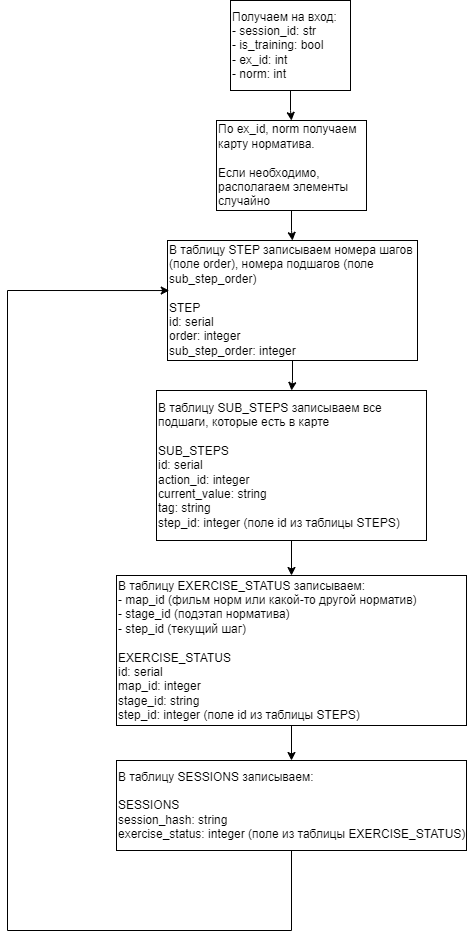 Получаем на вход:
- session_id: str
- is_training: bool
- ex_id: int
- norm: int
По ex_id, norm получаем
карту норматива.
Если необходимо,
располагаем элементы
случайно
В таблицу STEP записываем номера шагов
(поле order), номера подшагов (поле
sub_step_order)
STEP
id: serial
order: integer
sub_step_order: integer
В таблицу SUB_STEPS записываем все
подшаги, которые есть в карте
SUB_STEPS
id: serial
action_id: integer
current_value: string
tag: string
step_id: integer (поле id из таблицы STEPS)
В таблицу EXERCISE_STATUS записываем:
- map_id (фильм норм или какой-то другой норматив)
- stage_id (подэтап норматива)
- step_id (текущий шаг)
EXERCISE_STATUS
id: serial
map_id: integer
stage_id: string
step_id: integer (поле id из таблицы STEPS)
В таблицу SESSIONS записываем:
SESSIONS
session_hash: string
exercise_status: integer (поле из таблицы EXERCISE_STATUS)